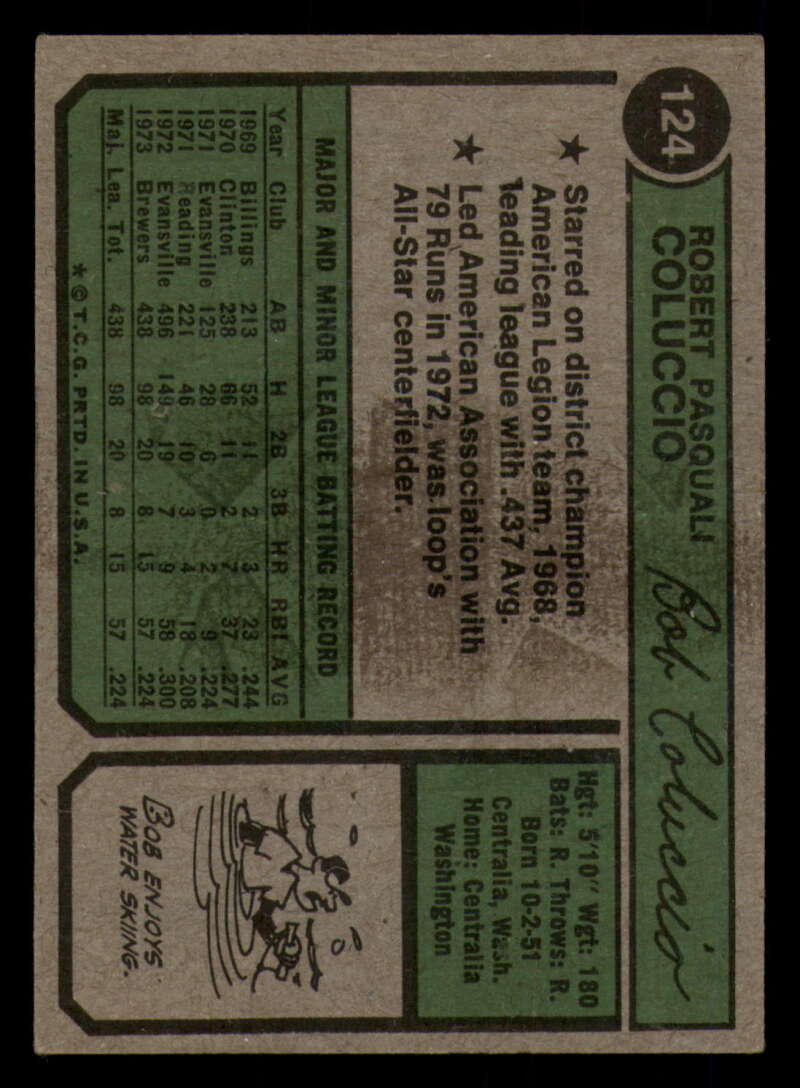 124
ROBERT PASQUALI
COLUCCIO
Bob Coluccio
★ Starred on district champion
American Legion team, 1968,
leading league with .437 Avg.
★ Led American Association with
79 Runs in 1972, was loop's
All-Star centerfielder.
Hgt: 5'10" Wgt: 180
Bats: R. Throws: R.
Born 10-2-51
Centralia, Wash.
Home: Centralia
Washington
MAJOR AND MINOR LEAGUE BATTING RECORD
Year Club AB H 2B 3B HR RBI AVG
1969 Billings 213 52 11 2 3 23 .244
1970 Clinton 238 66 11 2 7 37 .277
1971 Evansville 125 28 6 0 2 9 .224
1971 Reading 221 46 10 3 4 18 .208
1972 Evansville 496 149 19 7 9 58 .300
1973 Brewers 438 98 20 8 15 57 .224
Maj. Lea. Tot. 438 98 20 8 15 57 .224
* © T.C.G. PRTD. IN U.S.A.
BOB ENJOYS
WATER SKIING.